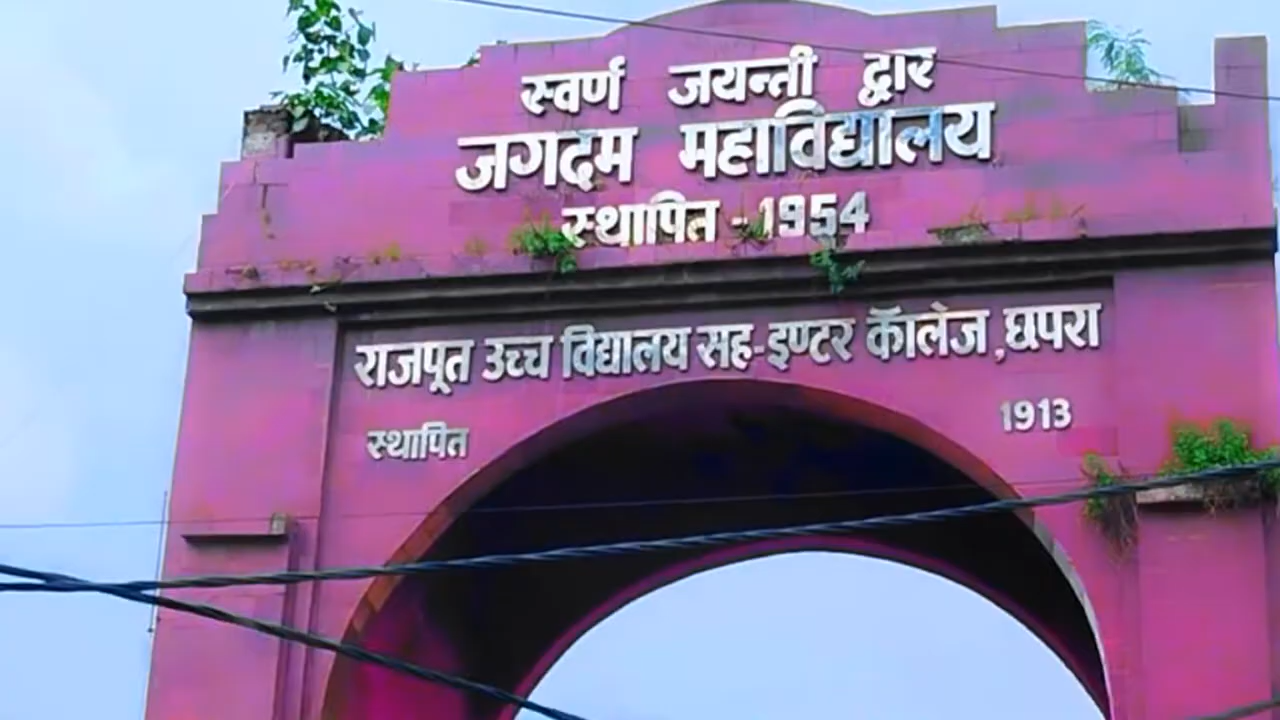 स्वर्ण जयन्ती द्वार
जगदम महाविद्यालय
स्थापित - 1954
राजपूत उच्च विद्यालय सह-इण्टर कॅालेज, छपरा
स्थापित 1913